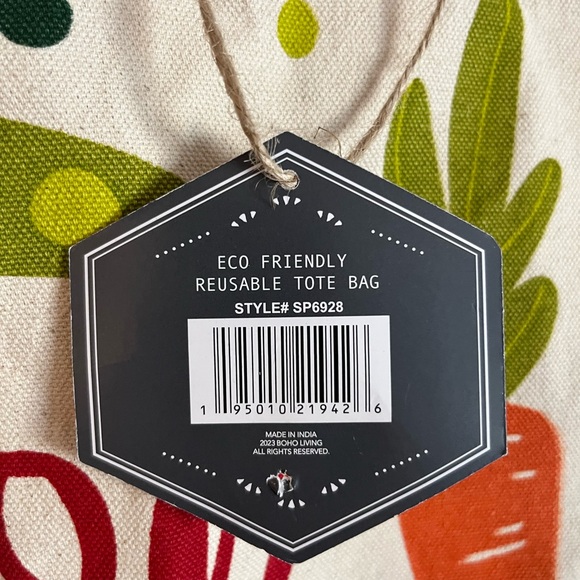 ECO FRIENDLY
REUSABLE TOTE BAG
STYLE# SP6928
1 95010 21942 6
MADE IN INDIA
2023 BOHO LIVING
ALL RIGHTS RESERVED.